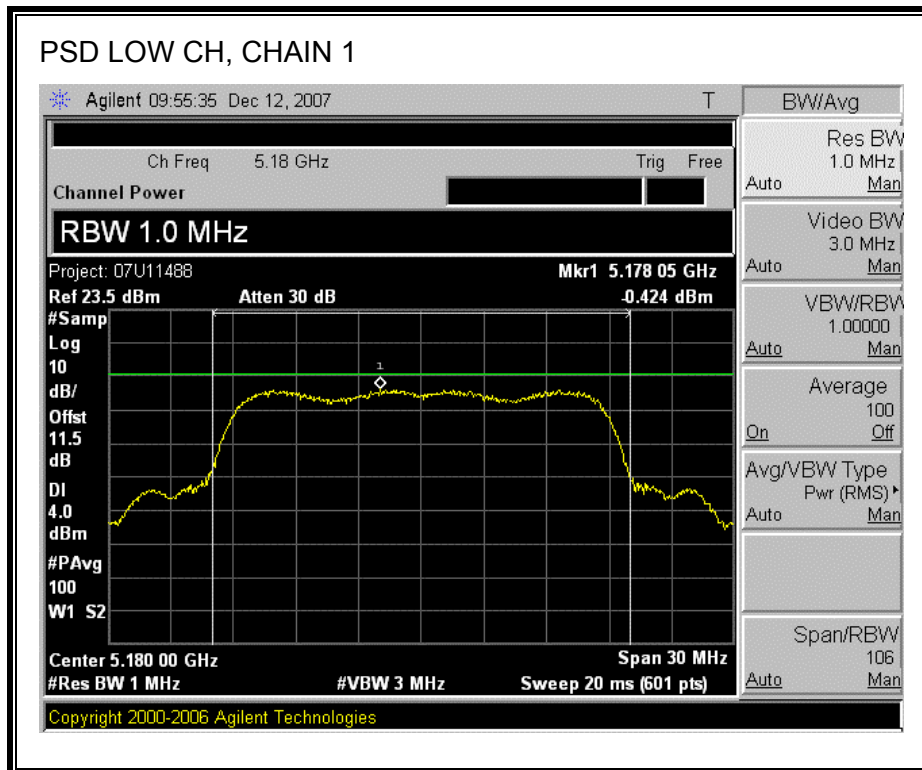 PSD LOW CH, CHAIN 1
Agilent 09:55:35 Dec 12, 2007 T
BW/Avg
Ch Freq 5.18 GHz Trig Free
Channel Power
RBW 1.0 MHz
Project: 07U11488 Mkr1 5.178 05 GHz
Ref 23.5 dBm Atten 30 dB -0.424 dBm
#Samp
Log
10
dB/
Offst
11.5
dB
DI
4.0
dBm
#PAvg
100
W1 S2
1
Center 5.180 00 GHz Span 30 MHz
#Res BW 1 MHz #VBW 3 MHz Sweep 20 ms (601 pts)
Copyright 2000-2006 Agilent Technologies
Res BW
1.0 MHz
Auto Man
Video BW
3.0 MHz
Auto Man
VBW/RBW
1.00000
Auto Man
Average
100
On Off
Avg/VBW Type
Pwr (RMS)
Auto Man
Span/RBW
106
Auto Man